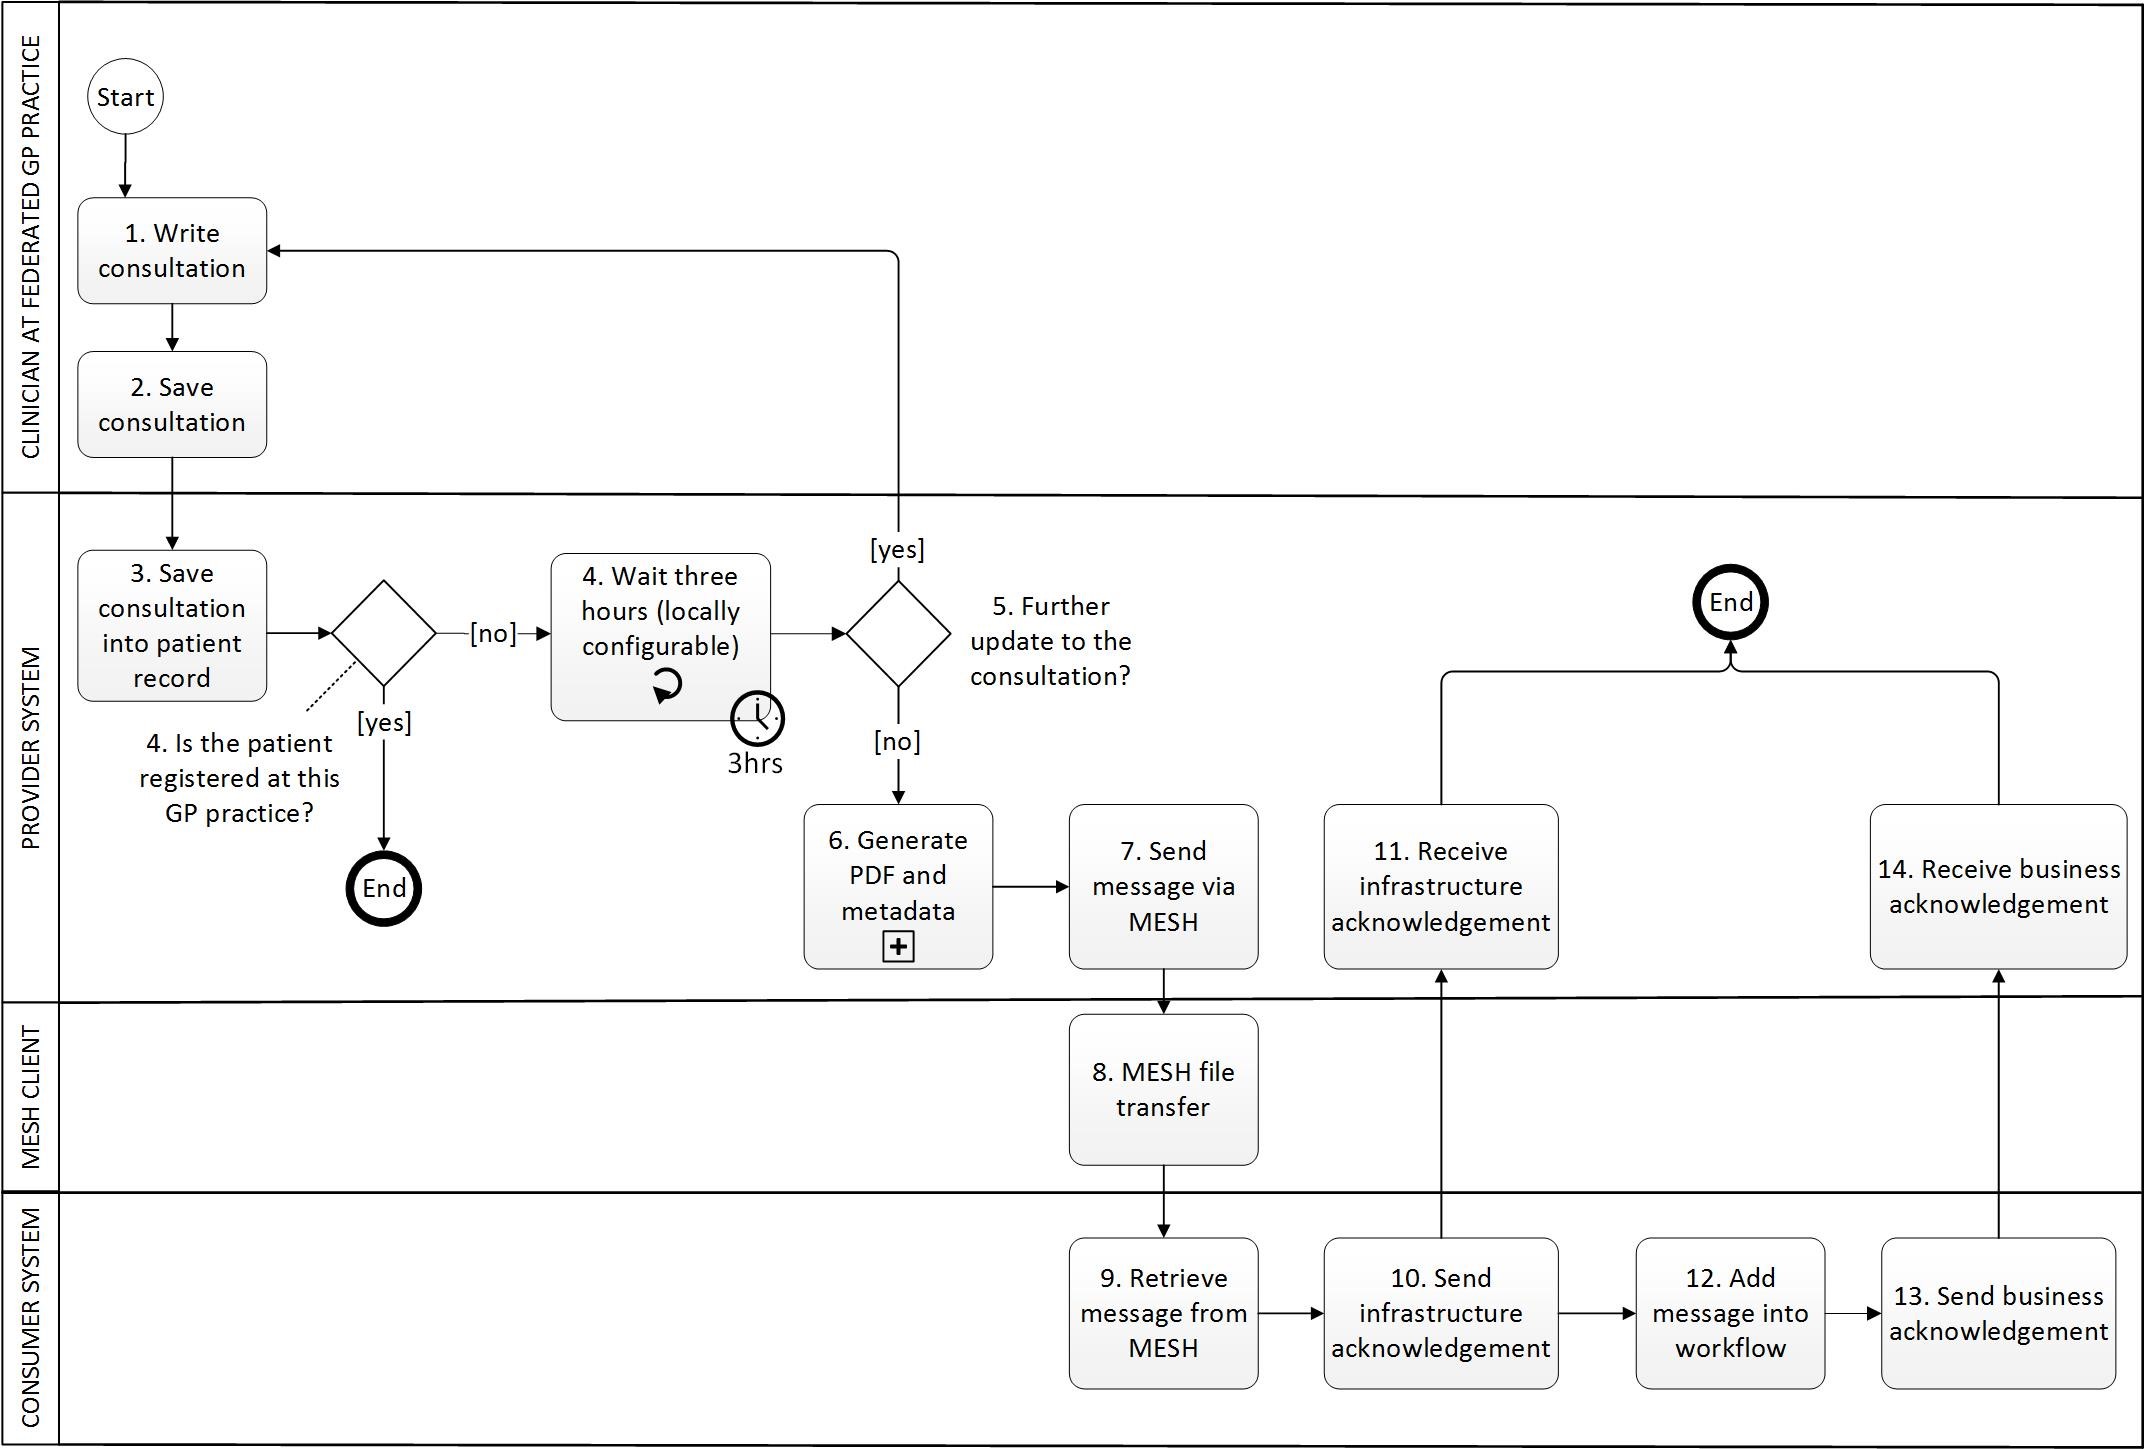 CLINICIAN AT FEDERATED GP PRACTICE
Start
1. Write
consultation
2. Save
consultation
PROVIDER SYSTEM
3. Save
consultation
into patient
record
4. Is the patient
registered at this
GP practice?
[yes]
End
[no]
4. Wait three
hours (locally
configurable)
3hrs
[yes]
5. Further
update to the
consultation?
[no]
6. Generate
PDF and
metadata
7. Send
message via
MESH
11. Receive
infrastructure
acknowledgement
End
14. Receive business
acknowledgement
MESH CLIENT
8. MESH file
transfer
CONSUMER SYSTEM
9. Retrieve
message from
MESH
10. Send
infrastructure
acknowledgement
12. Add
message into
workflow
13. Send business
acknowledgement